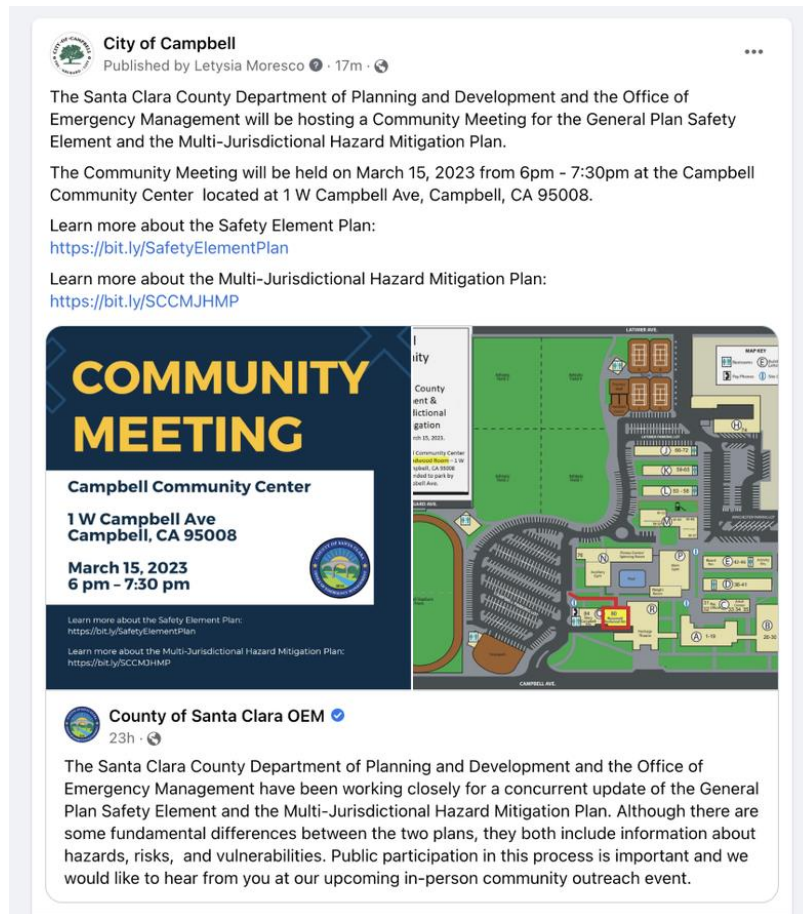 City of Campbell
Published by Letysia Moresco · 17m ·
The Santa Clara County Department of Planning and Development and the Office of
Emergency Management will be hosting a Community Meeting for the General Plan Safety
Element and the Multi-Jurisdictional Hazard Mitigation Plan.
The Community Meeting will be held on March 15, 2023 from 6pm - 7:30pm at the Campbell
Community Center located at 1 W Campbell Ave, Campbell, CA 95008.
Learn more about the Safety Element Plan:
https://bit.ly/SafetyElementPlan
Learn more about the Multi-Jurisdictional Hazard Mitigation Plan:
https://bit.ly/SCCMJHMP
COMMUNITY
MEETING
Campbell Community Center
1 W Campbell Ave
Campbell, CA 95008
March 15, 2023
6 pm – 7:30 pm
Learn more about the Safety Element Plan:
https://bit.ly/SafetyElementPlan
Learn more about the Multi-Jurisdictional Hazard Mitigation Plan:
https://bit.ly/SCCMJHMP
County
LATIMER AVE.
MAP KEY
H
J
K
L
M
N
P
E
D
C
R
A 1-10
B
CAMPBELL AVE.
County of Santa Clara OEM
23h ·
The Santa Clara County Department of Planning and Development and the Office of
Emergency Management have been working closely for a concurrent update of the General
Plan Safety Element and the Multi-Jurisdictional Hazard Mitigation Plan. Although there are
some fundamental differences between the two plans, they both include information about
hazards, risks, and vulnerabilities. Public participation in this process is important and we
would like to hear from you at our upcoming in-person community outreach event.